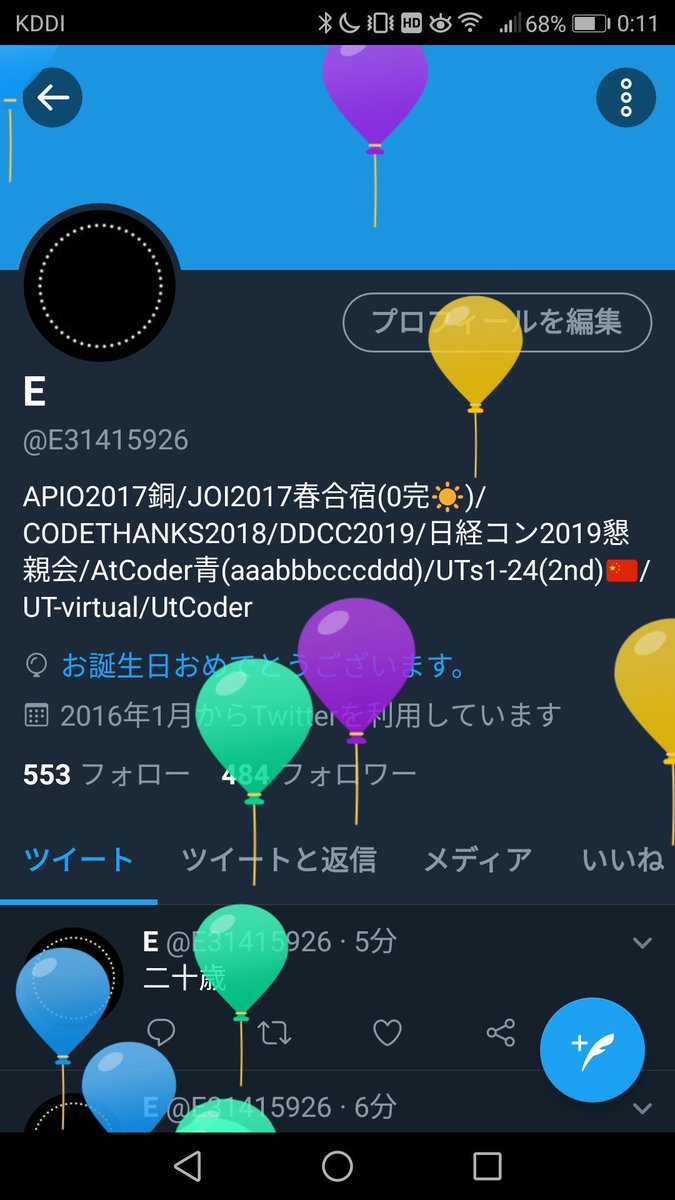 KDDI HD 68% 0:11
プロフィールを編集
E
@E31415926
APIO2017銅/JOI2017春合宿(0完☀️)/
CODETHANKS2018/DDCC2019/日経コン2019懇
親会/AtCoder青(aaabbbcccddd)/UTs1-24(2nd)🇨🇳/
UT-virtual/UtCoder
お誕生日おめでとうございます。
2016年1月からTwitterを利用しています
553 フォロー 484 フォロワー
ツイート ツイートと返信 メディア いいね
E @E31415926 · 5分
二十歳
E @E31415926 · 6分